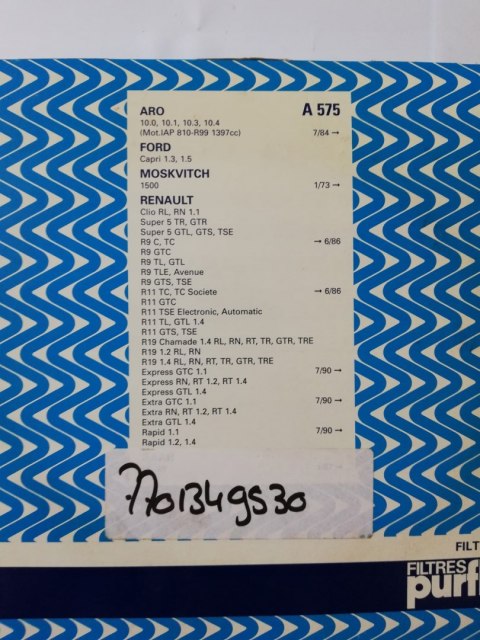 ARO A 575
10.0, 10.1, 10.3, 10.4
(Mot.IAP 810-R99 1397cc) 7/84 →
FORD
Capri 1.3, 1.5
MOSKVITCH
1500 1/73 →
RENAULT
Clio RL, RN 1.1
Super 5 TR, GTR
Super 5 GTL, GTS, TSE
R9 C, TC → 6/86
R9 GTC
R9 TL, GTL
R9 TLE, Avenue
R9 GTS, TSE
R11 TC, TC Societe → 6/86
R11 GTC
R11 TSE Electronic, Automatic
R11 TL, GTL 1.4
R11 GTS, TSE
R19 Chamade 1.4 RL, RN, RT, TR, GTR, TRE
R19 1.2 RL, RN
R19 1.4 RL, RN, RT, TR, GTR, TRE
Express GTC 1.1 7/90 →
Express RN, RT 1.2, RT 1.4
Express GTL 1.4
Extra GTC 1.1 7/90 →
Extra RN, RT 1.2, RT 1.4
Extra GTL 1.4
Rapid 1.1 7/90 →
Rapid 1.2, 1.4
7701349530
FILT
FILTRES
purfl